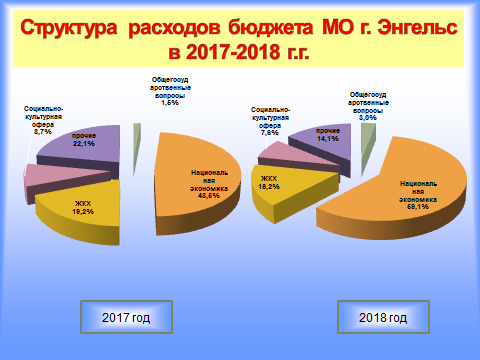 Структура расходов бюджета МО г. Энгельс
в 2017-2018 г.г.
Общегосуд
арственные
вопросы
1,5%
Социально-
культурная
сфера
8,7%
прочие
22,1%
ЖКХ
19,2%
Националь
ная
экономика
48,5%
2017 год
Общегосуд
арственные
вопросы
3,0%
Социально-
культурная
сфера
7,6%
прочие
14,1%
ЖКХ
16,2%
Националь
ная
экономика
59,1%
2018 год